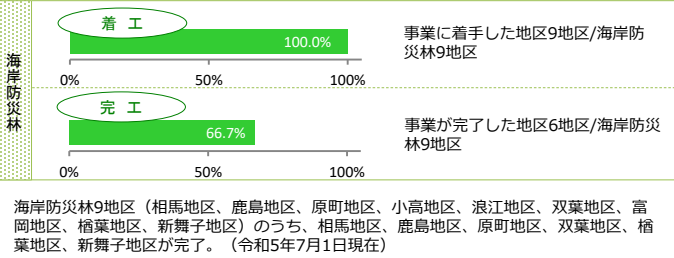 海岸防災林
着 工
100.0%
0% 50% 100%
事業に着手した地区9地区/海岸防
災林9地区
完 工
66.7%
0% 50% 100%
事業が完了した地区6地区/海岸防災
林9地区
海岸防災林9地区（相馬地区、鹿島地区、原町地区、小高地区、浪江地区、双葉地区、富
岡地区、楢葉地区、新舞子地区）のうち、相馬地区、鹿島地区、原町地区、双葉地区、楢
葉地区、新舞子地区が完了。（令和5年7月1日現在）